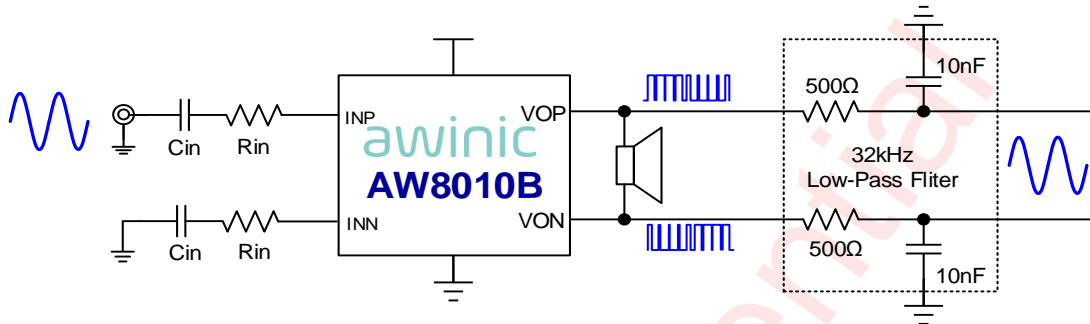 10nF
500Ω
INP
VOP
Cin
Rin
awinic
AW8010B
32kHz
Low-Pass Fliter
INN
VON
Cin
Rin
500Ω
10nF